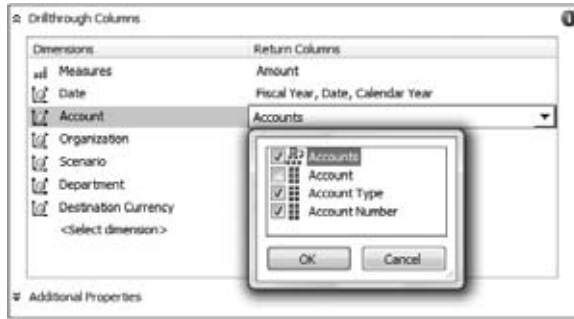 Drillthrough Columns
Dimensions Return Columns
Measures Amount
Date Fiscal Year, Date, Calendar Year
Account Accounts
Organization
Scenario
Department
Destination Currency
<Select dimension>
Accounts
Account
Account Type
Account Number
OK Cancel
Additional Properties